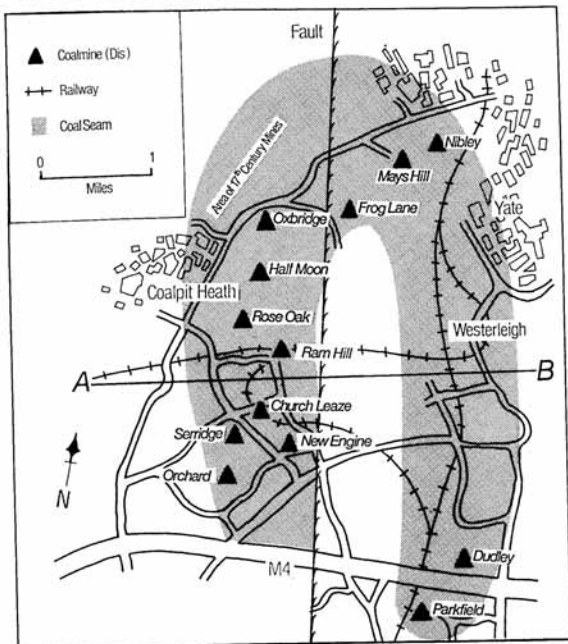 Coalmine (Dis)
Railway
Coal Seam
0 1
Miles
Fault
Area of 17th Century Mines
Nibley
Mays Hill
Frog Lane
Oxbridge
Yate
Half Moon
Coalpit Heath
Rose Oak
Westerleigh
Ram Hill
A
B
Church Leaze
Serridge
New Engine
Orchard
N
M4
Dudley
Parkfield